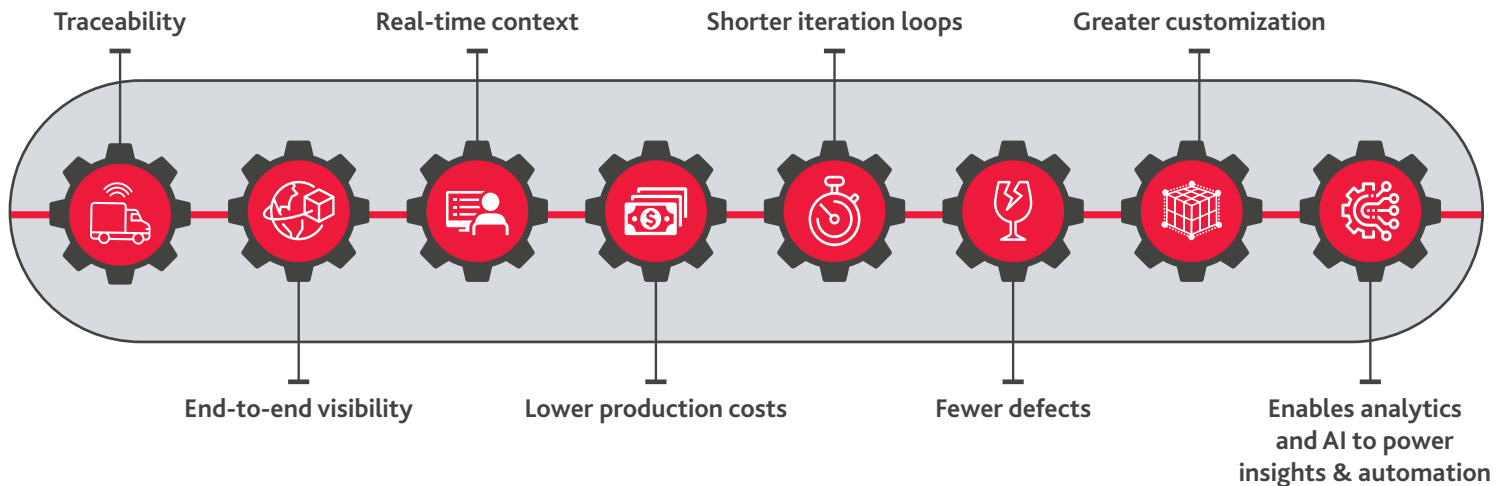 Traceability
Real-time context
Shorter iteration loops
Greater customization
End-to-end visibility
Lower production costs
Fewer defects
Enables analytics
and AI to power
insights & automation